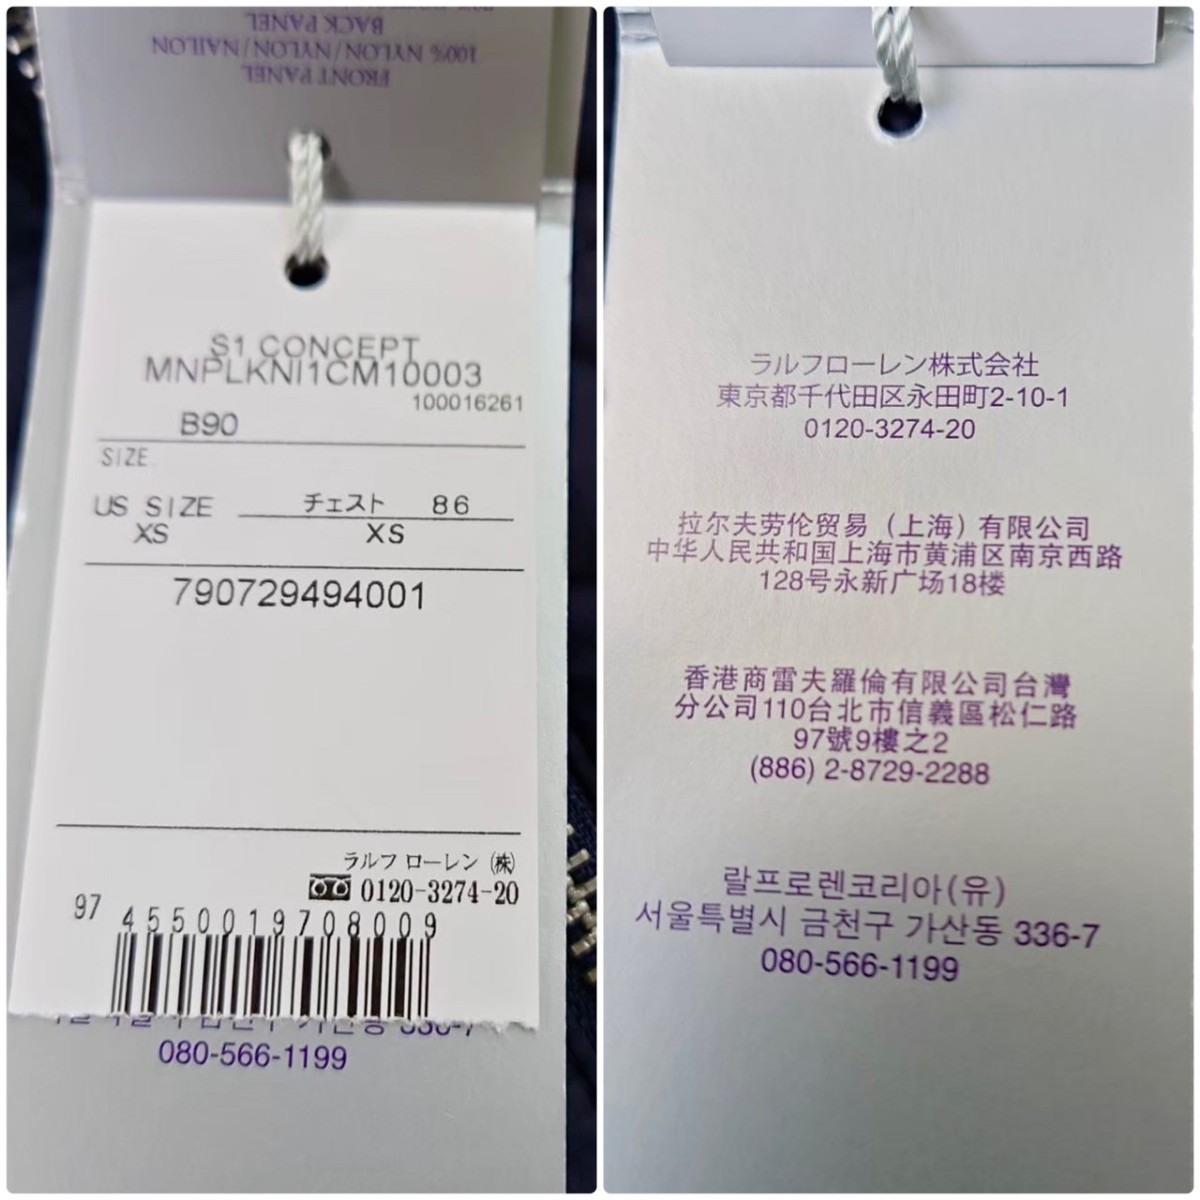 BACK PANEL
100% NYLON/NYLON/NAILON
FRONT PANEL
S1 CONCEPT
MNPLKNI1CM10003
100016261
B90
SIZE
US SIZE チェスト 86
XS XS
790729494001
ラルフ ローレン (株)
0120-3274-20
97 4550019708009
080-566-1199
ラルフローレン株式会社
東京都千代田区永田町2-10-1
0120-3274-20
拉尔夫劳伦贸易（上海）有限公司
中华人民共和国上海市黄浦区南京西路
128号永新广场18楼
香港商雷夫羅倫有限公司台灣
分公司110台北市信義區松仁路
97號9樓之2
(886) 2-8729-2288
랄프로렌코리아(유)
서울특별시 금천구 가산동 336-7
080-566-1199